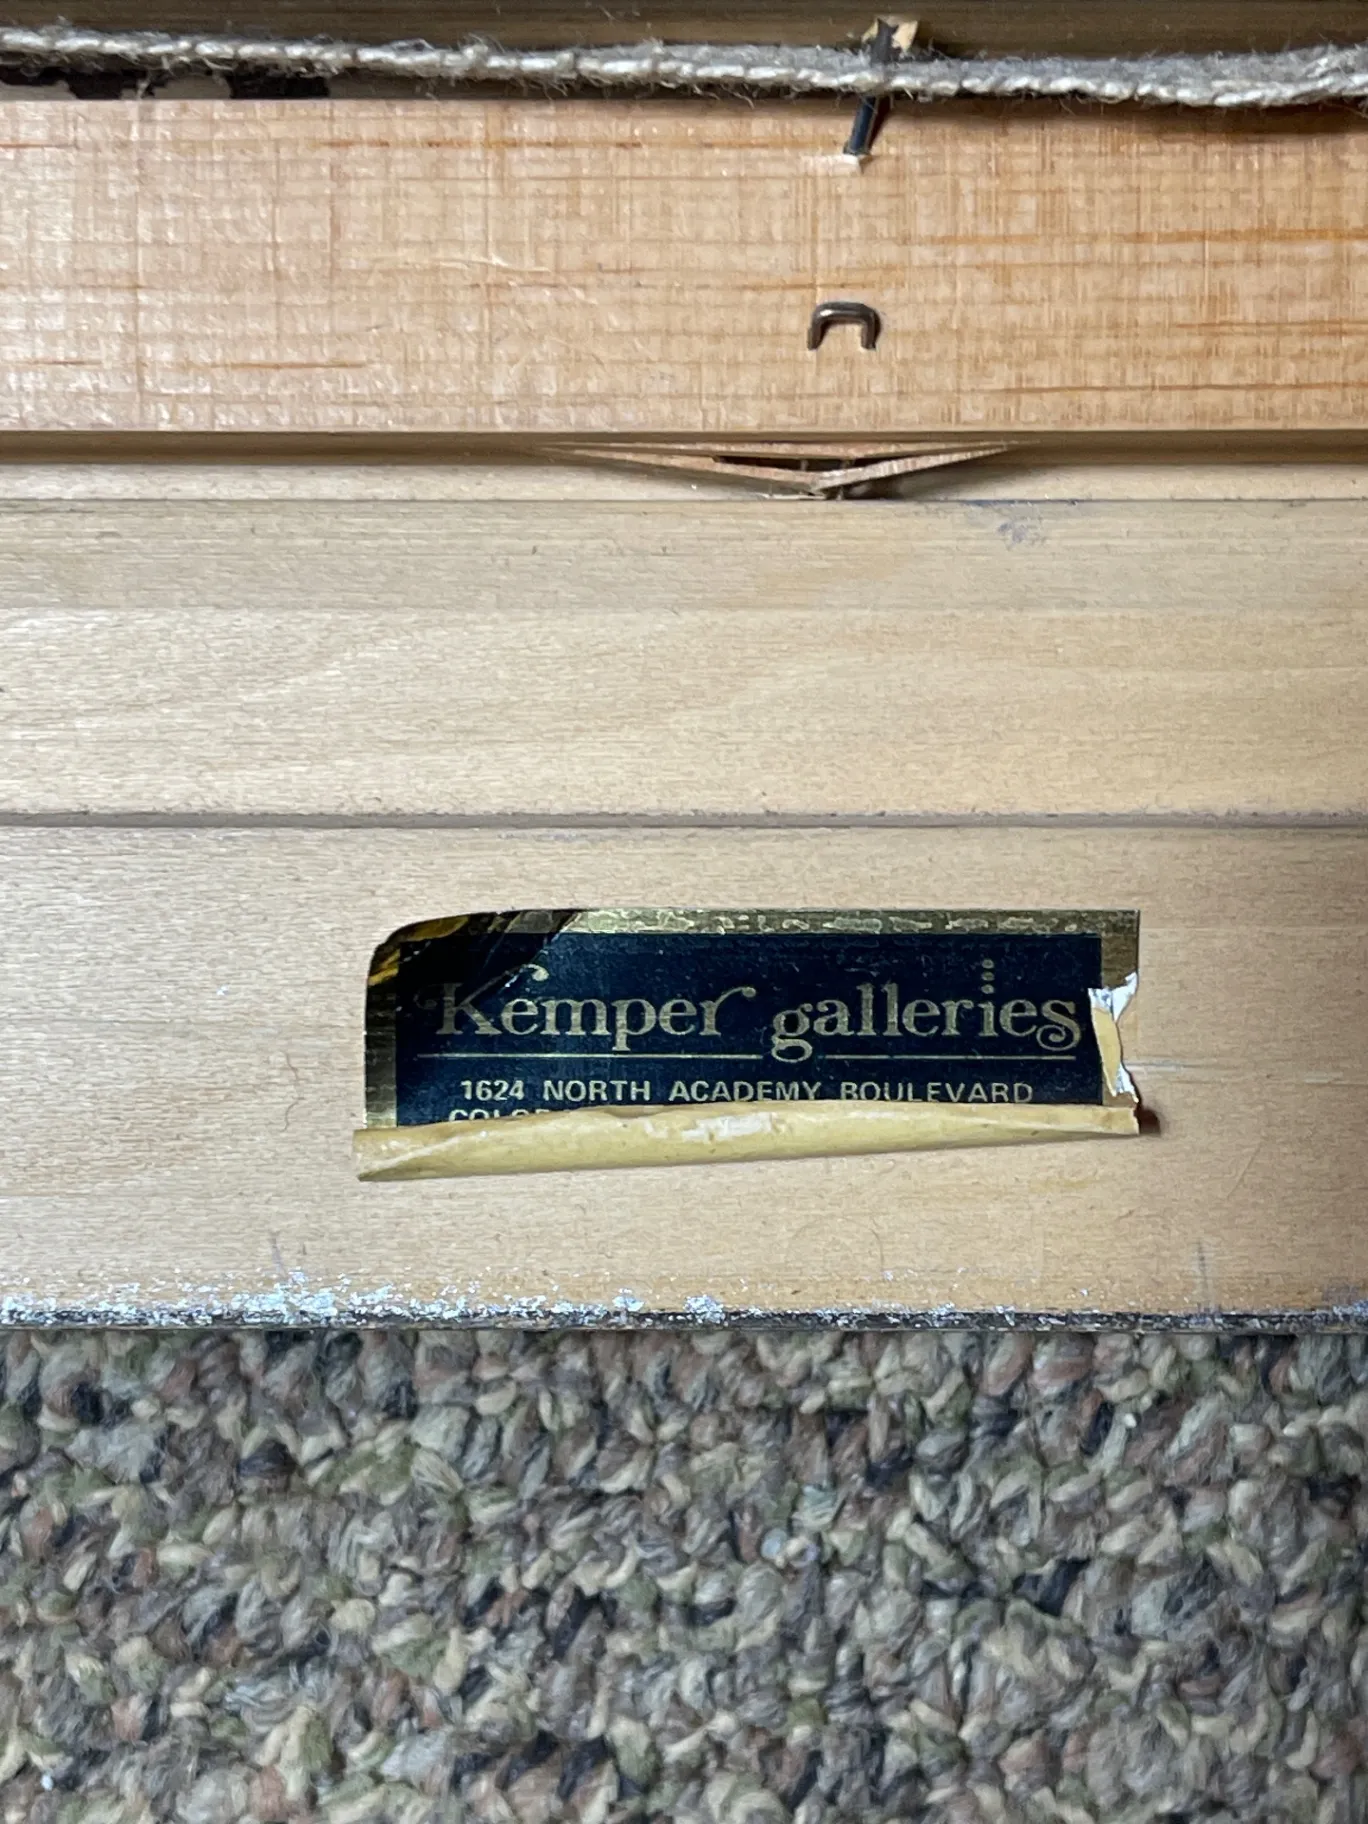 Kemper galleries
1624 NORTH ACADEMY BOULEVARD